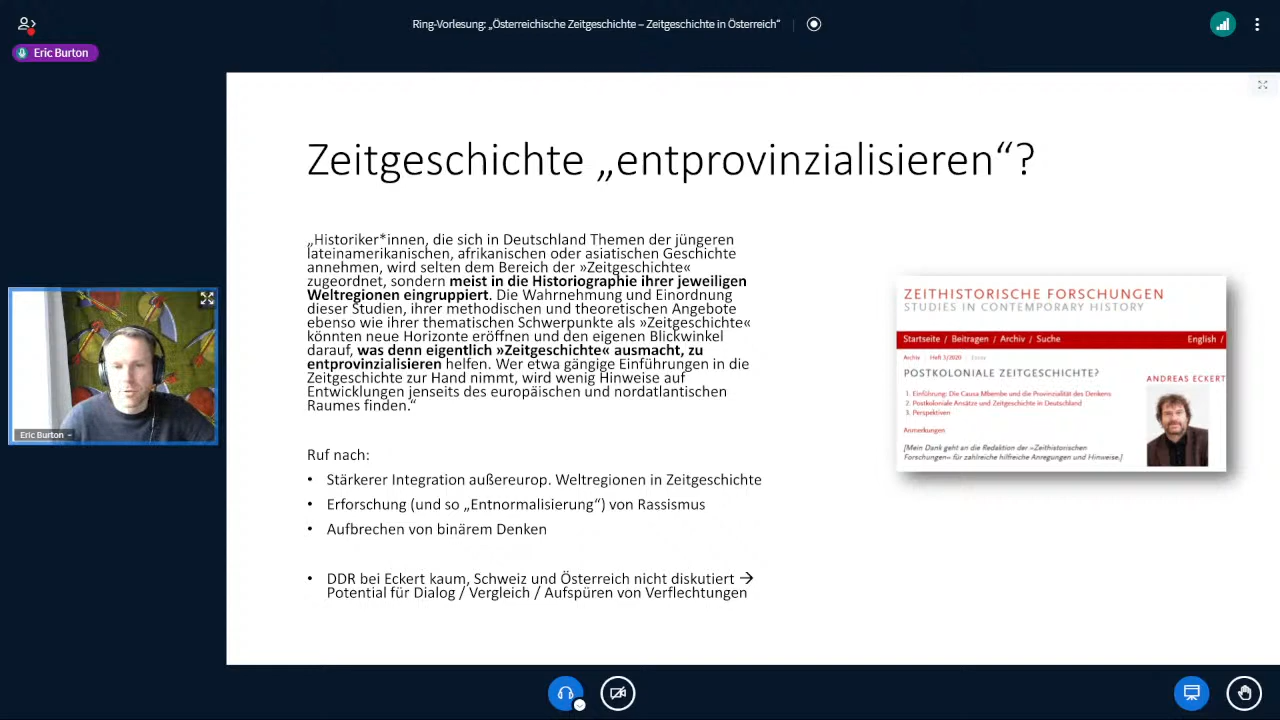 Ring-Vorlesung: „Österreichische Zeitgeschichte – Zeitgeschichte in Österreich“
Eric Burton
Zeitgeschichte „entprovinzialisieren“?
„Historiker*innen, die sich in Deutschland Themen der jüngeren
lateinamerikanischen, afrikanischen oder asiatischen Geschichte
annehmen, wird selten dem Bereich der »Zeitgeschichte«
zugeordnet, sondern meist in die Historiographie ihrer jeweiligen
Weltregionen eingruppiert. Die Wahrnehmung und Einordnung
dieser Studien, ihrer methodischen und theoretischen Angebote
ebenso wie ihrer thematischen Schwerpunkte als »Zeitgeschichte«
könnten neue Horizonte eröffnen und den eigenen Blickwinkel
darauf, was denn eigentlich »Zeitgeschichte« ausmacht, zu
entprovinzialisieren helfen. Wer etwa gängige Einführungen in die
Zeitgeschichte zur Hand nimmt, wird wenig Hinweise auf
Entwicklungen jenseits des europäischen und nordatlantischen
Raumes finden.“
Ruf nach:
• Stärkerer Integration außereurop. Weltregionen in Zeitgeschichte
• Erforschung (und so „Entnormalisierung“) von Rassismus
• Aufbrechen von binärem Denken
• DDR bei Eckert kaum, Schweiz und Österreich nicht diskutiert →
Potential für Dialog / Vergleich / Aufspüren von Verflechtungen
ZEITHISTORISCHE FORSCHUNGEN
STUDIES IN CONTEMPORARY HISTORY
Startseite / Beitragen / Archiv / Suche English /
Archiv Heft 3/2020 Essay
POSTKOLONIALE ZEITGESCHICHTE?
ANDREAS ECKERT
1. Einführung: Die Causa Mbembe und die Provinzialität des Denkens
2. Postkoloniale Ansätze und Zeitgeschichte in Deutschland
3. Perspektiven
Anmerkungen
[Mein Dank geht an die Redaktion der »Zeithistorischen
Forschungen« für zahlreiche hilfreiche Anregungen und Hinweise.]
Eric Burton